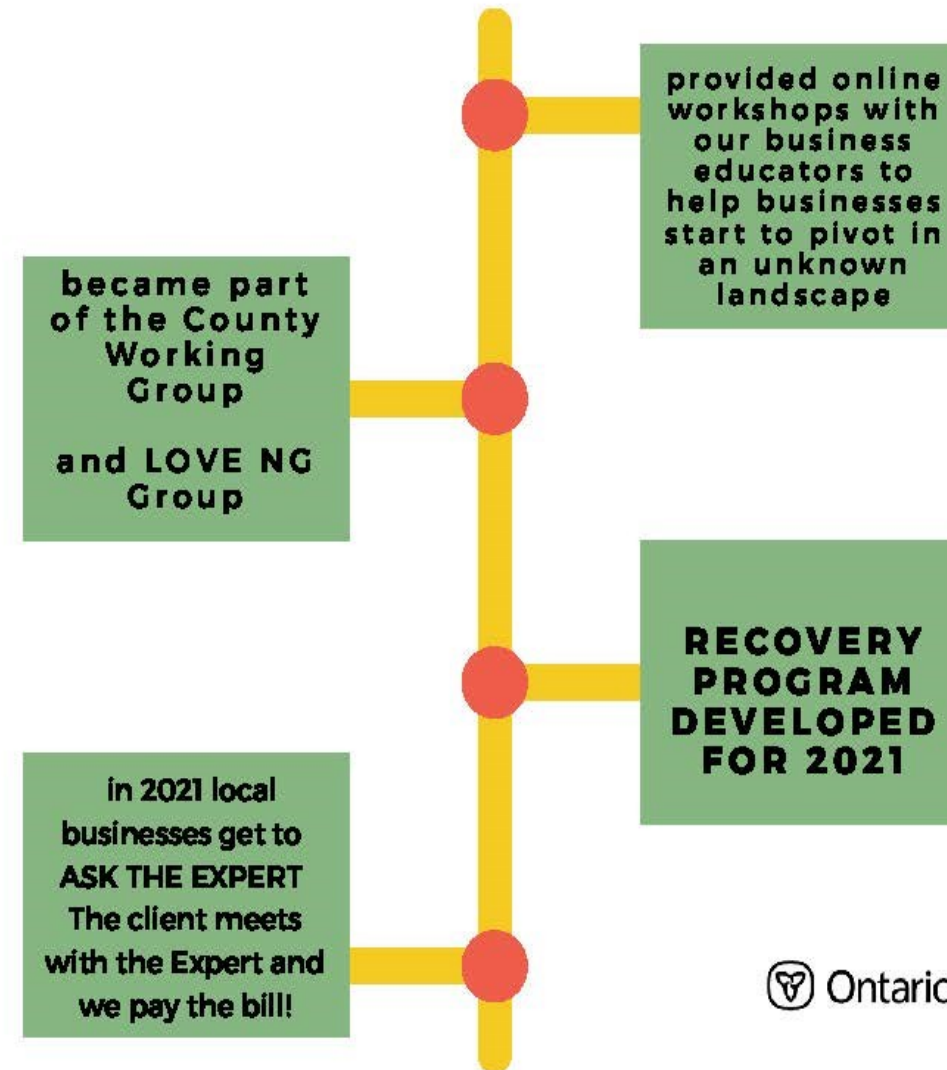 provided online
workshops with
our business
educators to
help businesses
start to pivot in
an unknown
landscape
became part
of the County
Working
Group
and LOVE NG
Group
RECOVERY
PROGRAM
DEVELOPED
FOR 2021
in 2021 local
businesses get to
ASK THE EXPERT
The client meets
with the Expert and
we pay the bill!
Ontario